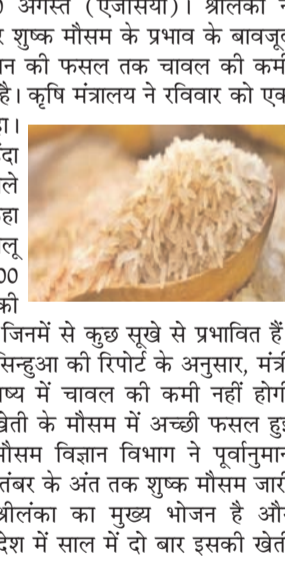 अगस्त (एजेंसियां)। श्रीलंका
शुष्क मौसम के प्रभाव के बावजूद
की फसल तक चावल की कमी
है। कृषि मंत्रालय ने रविवार को एक
00
की
जिनमें से कुछ सूखे से प्रभावित हैं
सिन्हुआ की रिपोर्ट के अनुसार, मंत्री
में चावल की कमी नहीं होगी
खेती के मौसम में अच्छी फसल हुई
मौसम विज्ञान विभाग ने पूर्वानुमान
के अंत तक शुष्क मौसम जारी
श्रीलंका का मुख्य भोजन है और
देश में साल में दो बार इसकी खेती